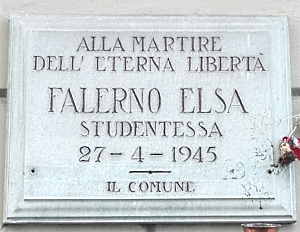 ALLA MARTIRE
DELL' ETERNA LIBERTÀ
FALERNO ELSA
STUDENTESSA
27-4-1945
IL COMUNE